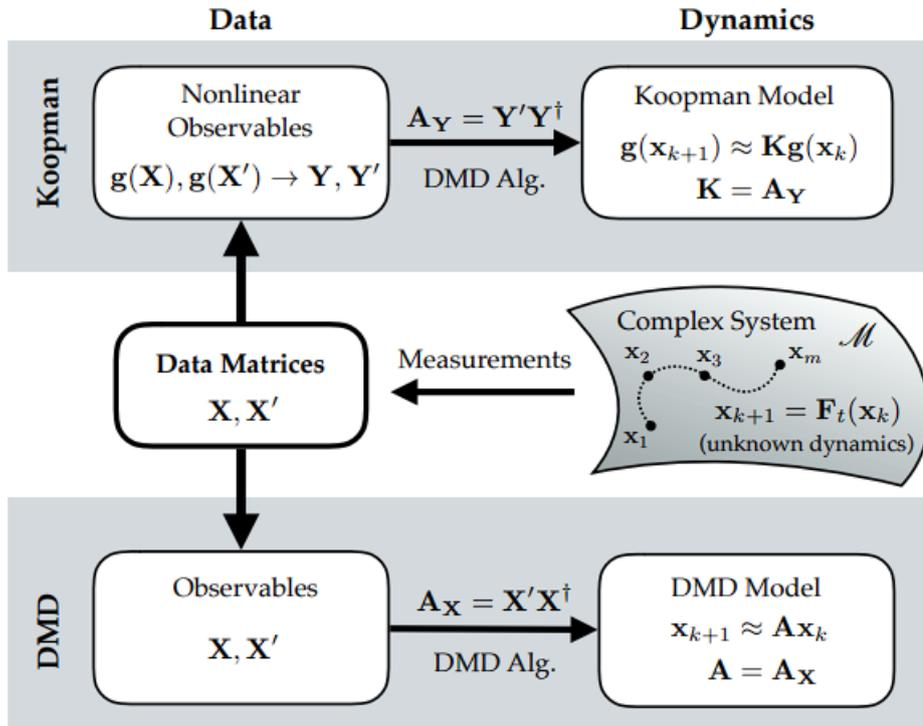 Data
Dynamics
Koopman
Nonlinear
Observables
g(X), g(X′) → Y, Y′
A_Y = Y′Y†
DMD Alg.
Koopman Model
g(x_{k+1}) ≈ Kg(x_k)
K = A_Y
Data Matrices
X, X′
Measurements
Complex System
ℳ
x_2
x_3
x_m
x_1
x_{k+1} = F_t(x_k)
(unknown dynamics)
DMD
Observables
X, X′
A_X = X′X†
DMD Alg.
DMD Model
x_{k+1} ≈ Ax_k
A = A_X